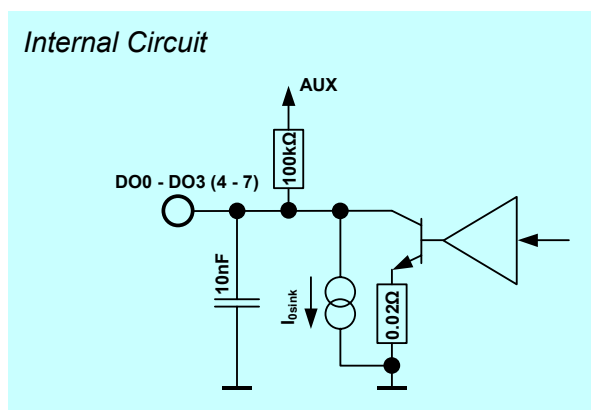 Internal Circuit
AUX
100kΩ
DO0 - DO3 (4 - 7)
10nF
I0sink
0.02Ω